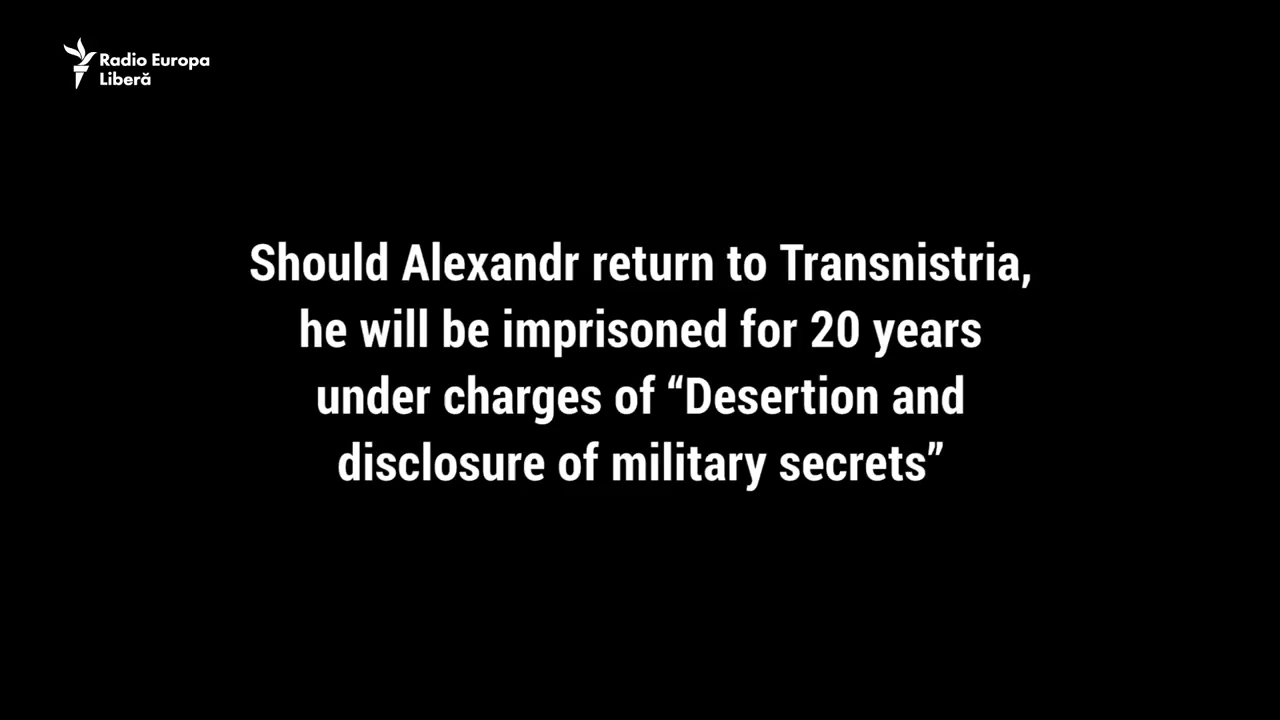 Radio Europa
Liberă
Should Alexandr return to Transnistria,
he will be imprisoned for 20 years
under charges of “Desertion and
disclosure of military secrets”